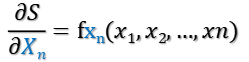 ∂S/∂Xₙ = fxₙ(x₁, x₂, ..., xn)